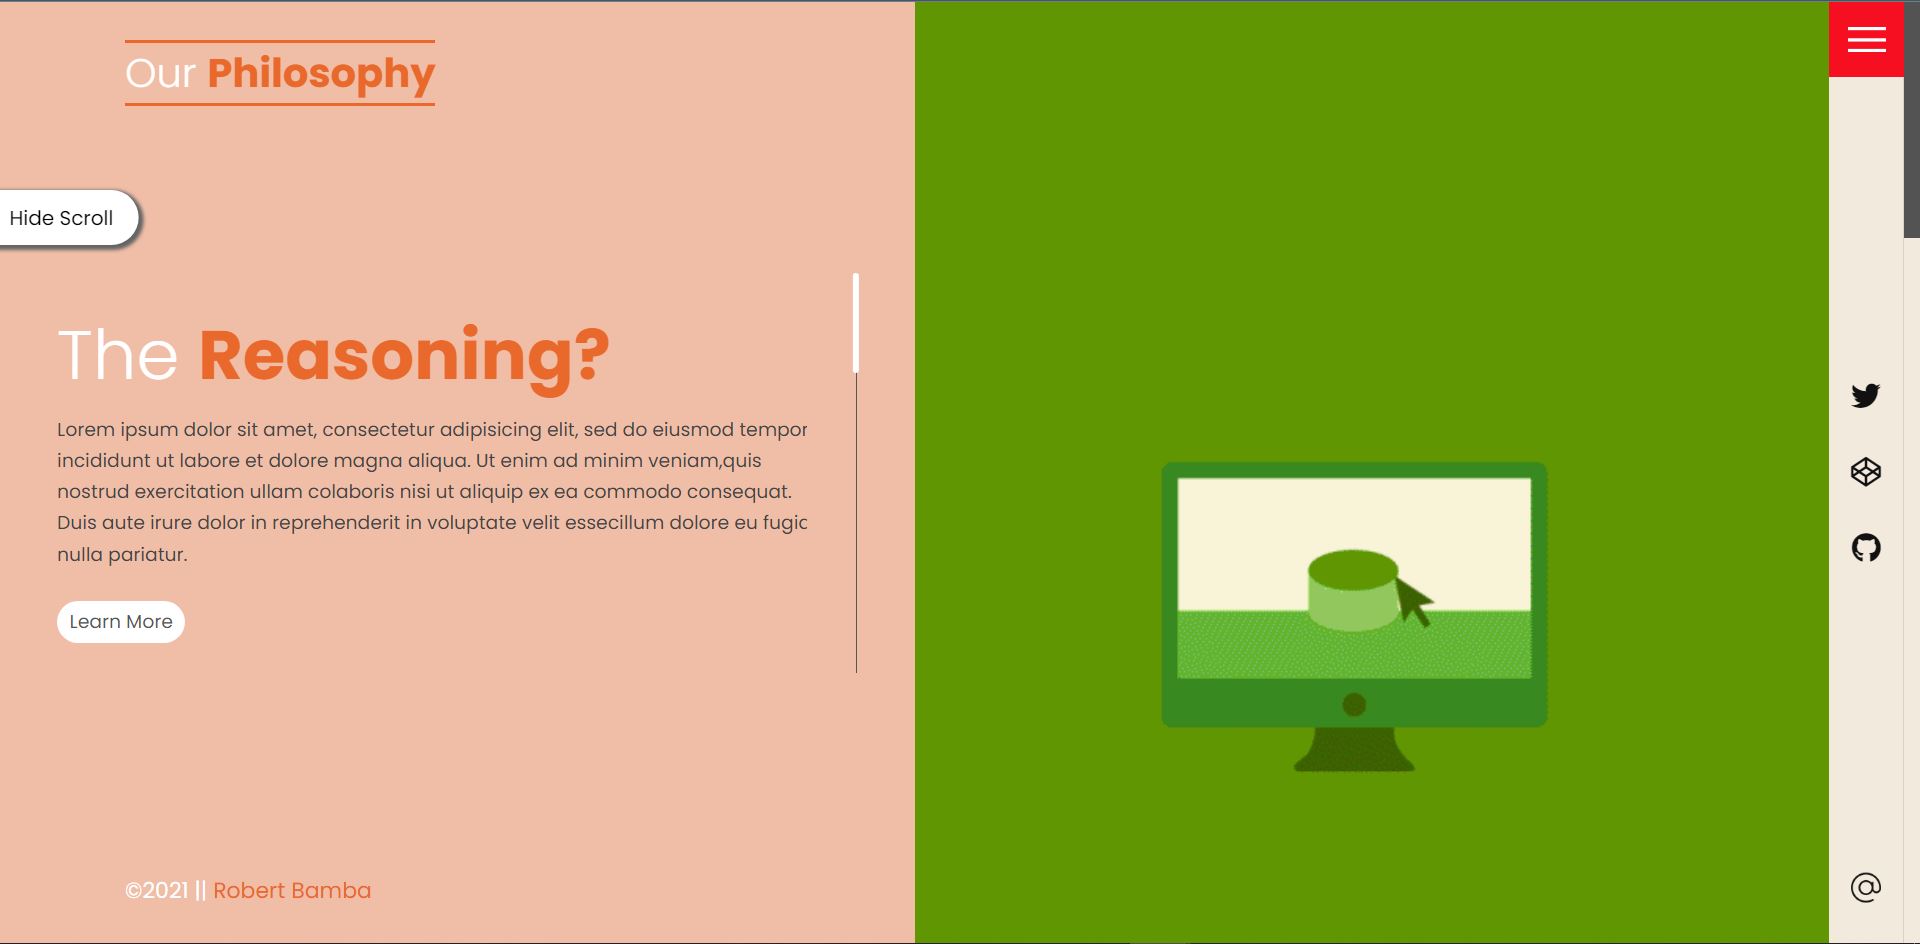 Our Philosophy
Hide Scroll
The Reasoning?
Lorem ipsum dolor sit amet, consectetur adipisicing elit, sed do eiusmod tempor
incididunt ut labore et dolore magna aliqua. Ut enim ad minim veniam,quis
nostrud exercitation ullam colaboris nisi ut aliquip ex ea commodo consequat.
Duis aute irure dolor in reprehenderit in voluptate velit essecillum dolore eu
nulla pariatur.
Learn More
©2021 || Robert Bamba